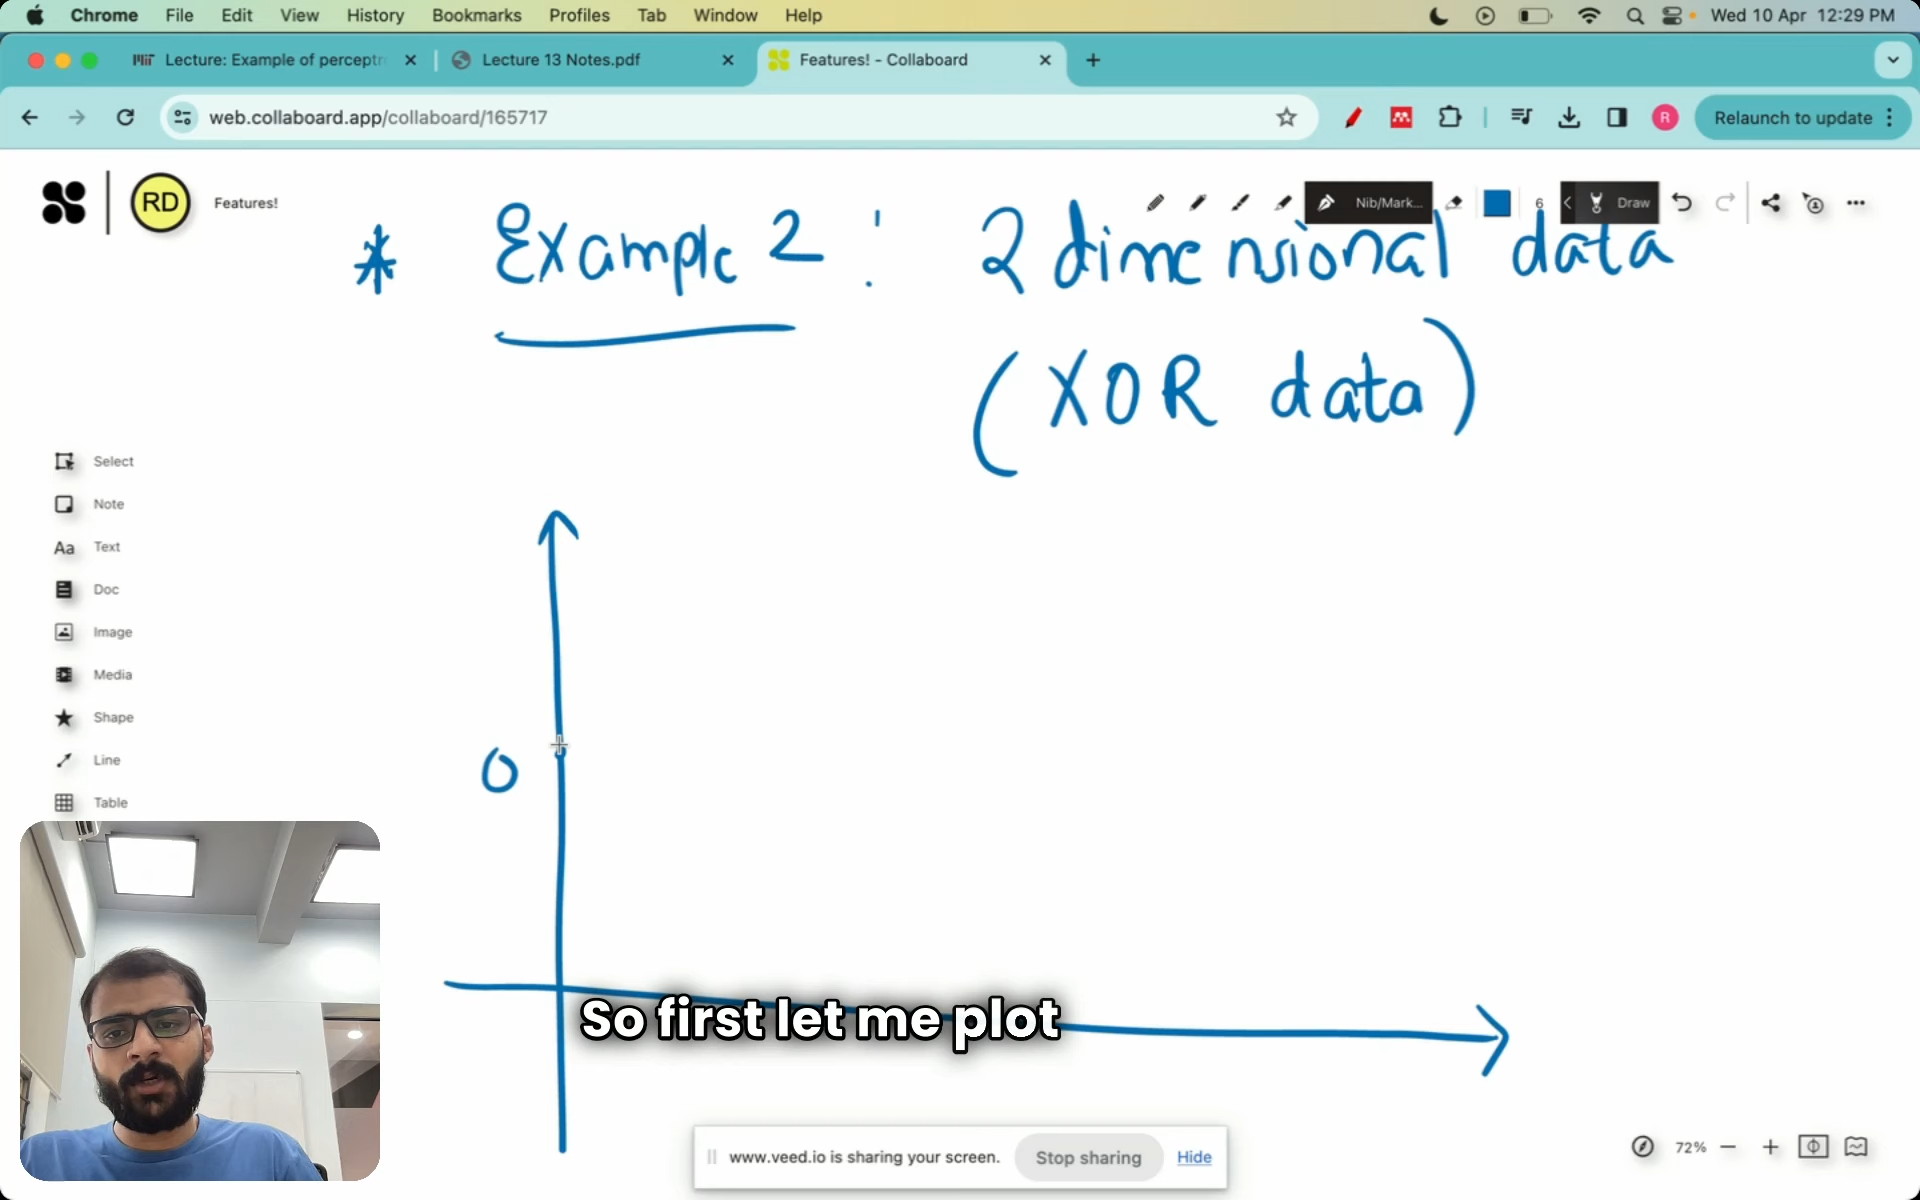 Chrome File Edit View History Bookmarks Profiles Tab Window Help Wed 10 Apr 12:29 PM
Lecture: Example of perceptr Lecture 13 Notes.pdf Features! - Collaboard
web.collaboard.app/collaboard/165717 R Relaunch to update
RD Features! Nib/Mark... 6 Draw
* Example 2 : 2 dimensional data
(XOR data)
Select
Note
Aa Text
Doc
Image
Media
Shape
Line
Table
0
So first let me plot
www.veed.io is sharing your screen. Stop sharing Hide
72%